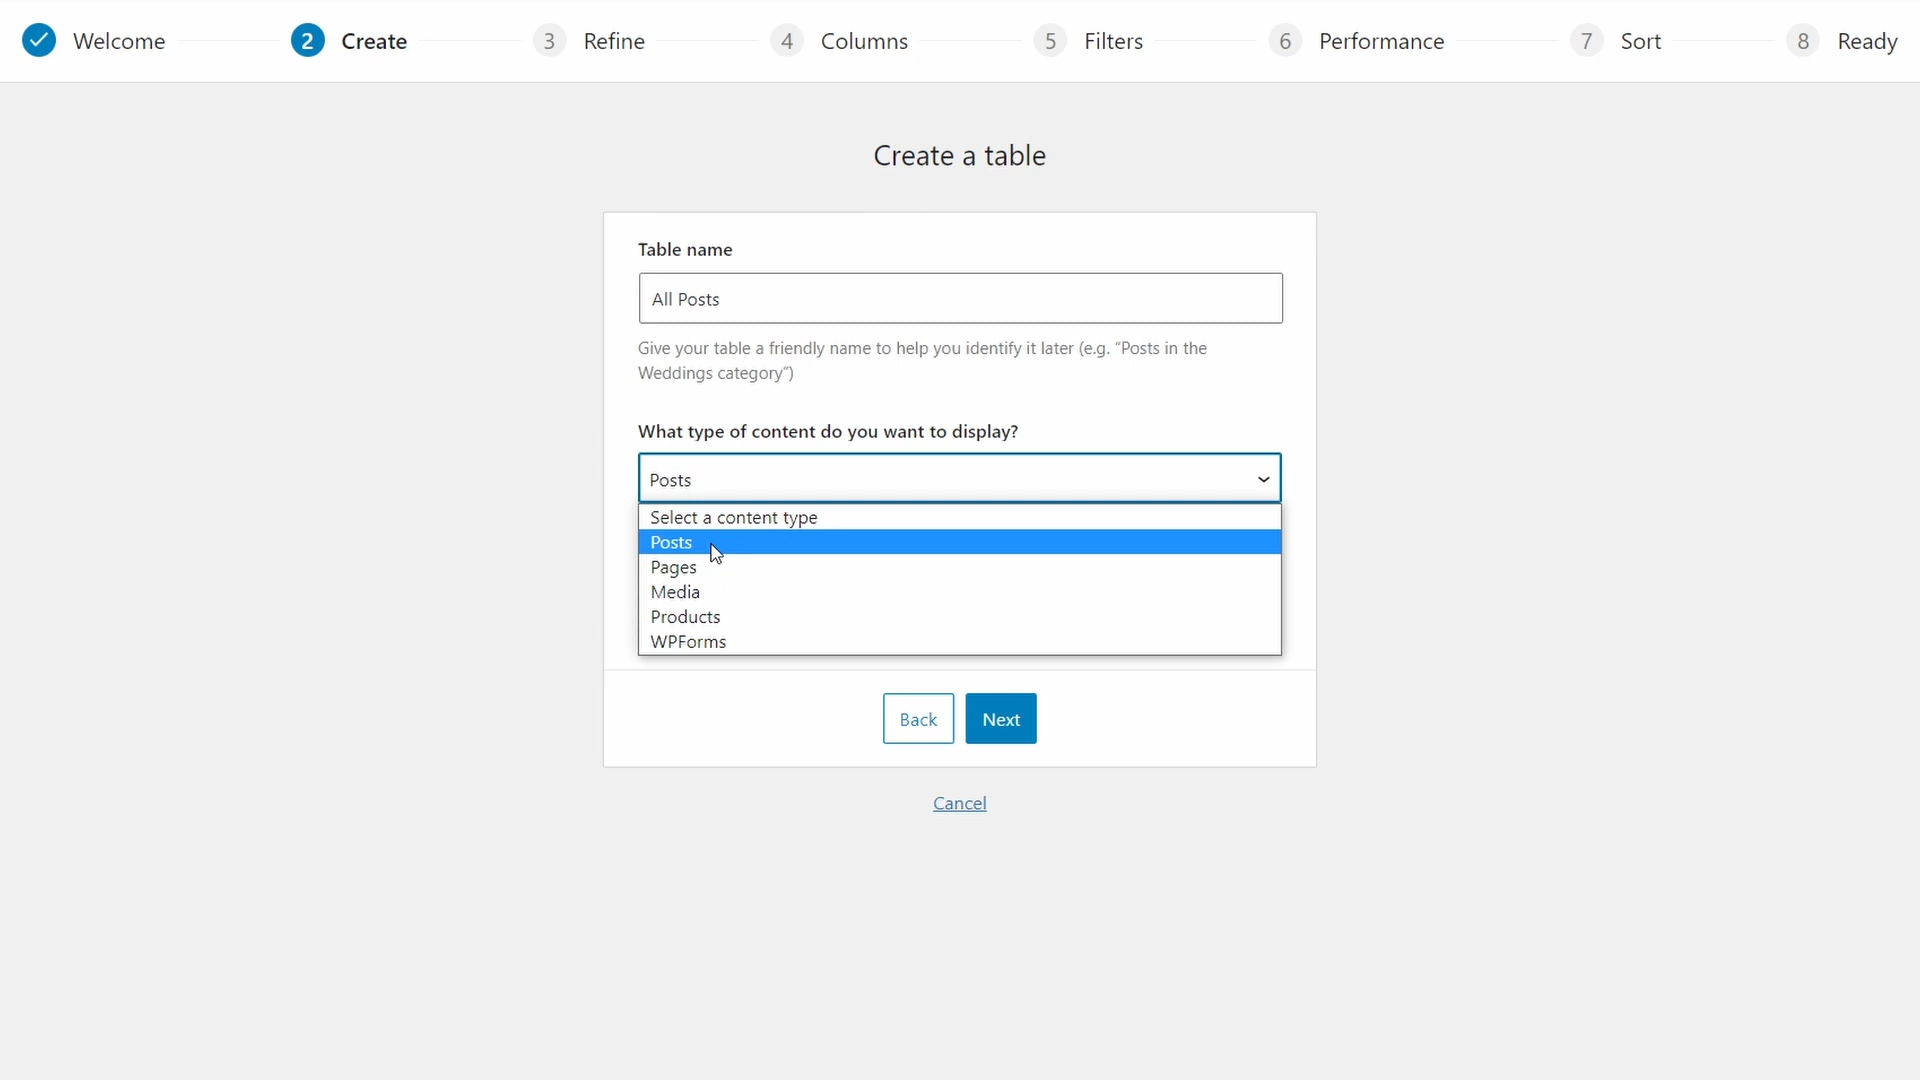 Welcome
2 Create
3 Refine
4 Columns
5 Filters
6 Performance
7 Sort
8 Ready
Create a table
Table name
All Posts
Give your table a friendly name to help you identify it later (e.g. “Posts in the
Weddings category”)
What type of content do you want to display?
Posts
Select a content type
Posts
Pages
Media
Products
WPForms
Back
Next
Cancel